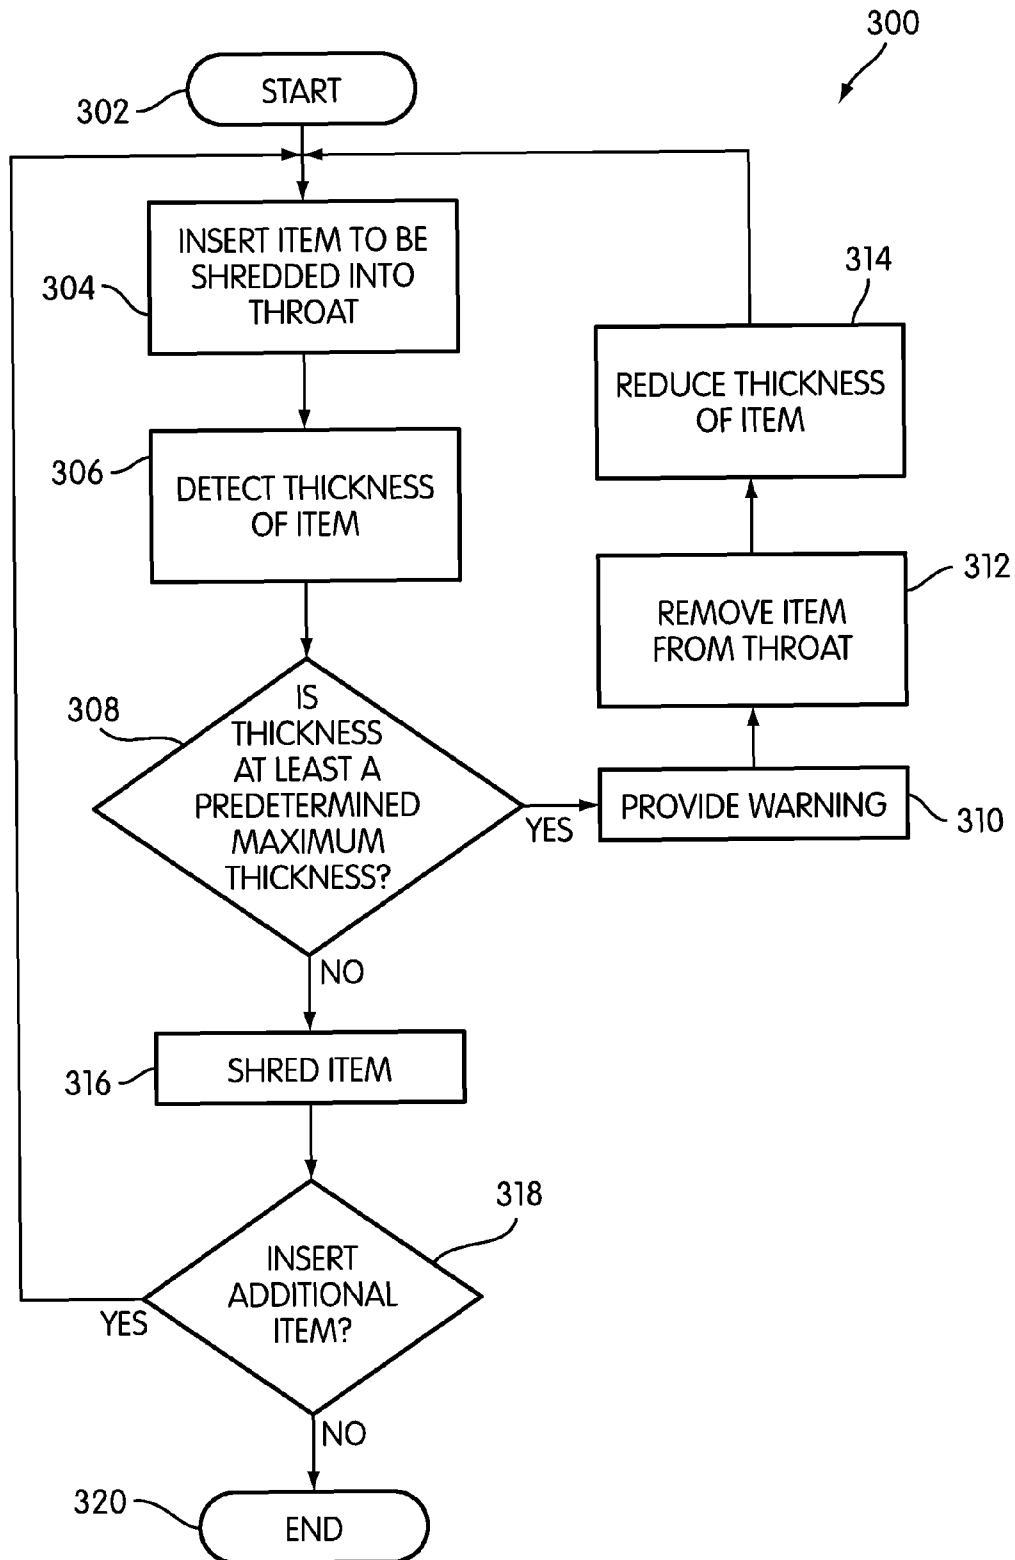 300
START
302
INSERT ITEM TO BE
SHREDDED INTO
THROAT
304
314
REDUCE THICKNESS
OF ITEM
306
DETECT THICKNESS
OF ITEM
312
REMOVE ITEM
FROM THROAT
308
IS
THICKNESS
AT LEAST A
PREDETERMINED
MAXIMUM
THICKNESS?
YES
PROVIDE WARNING
310
NO
316
SHRED ITEM
318
INSERT
ADDITIONAL
ITEM?
YES
NO
320
END